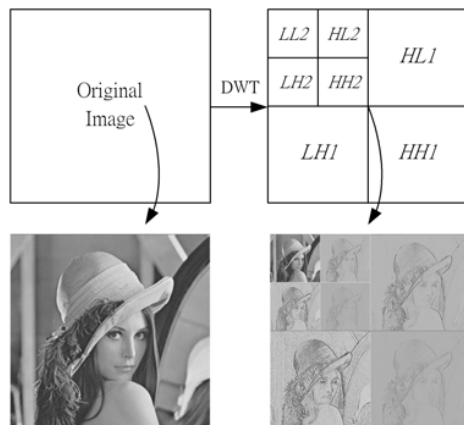 Original
Image
DWT
LL2
HL2
LH2
HH2
HL1
LH1
HH1